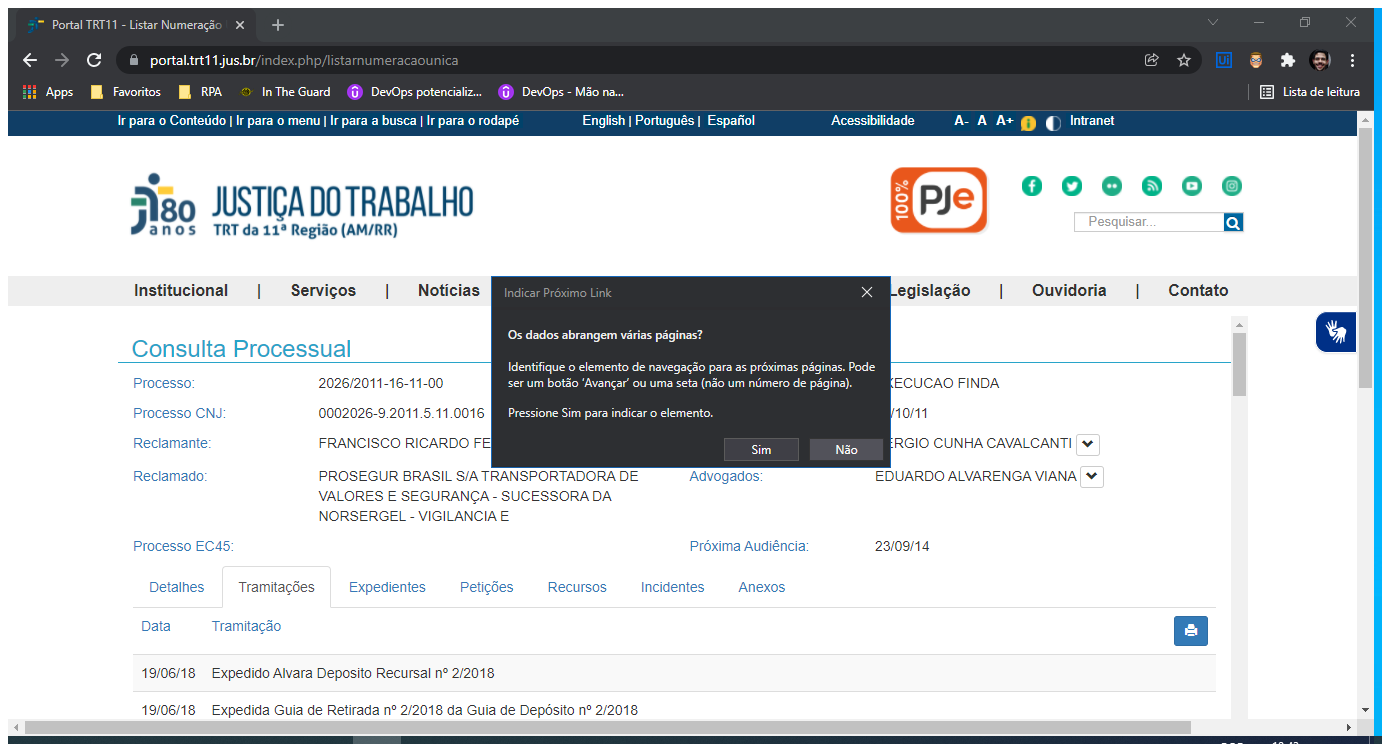 Portal TRT11 - Listar Numeração
portal.trt11.jus.br/index.php/listarnumeracaounica
Apps Favoritos RPA In The Guard DevOps potencializ... DevOps - Mão na... Lista de leitura
Ir para o Conteúdo | Ir para o menu | Ir para a busca | Ir para o rodapé English | Português | Español Acessibilidade A- A A+ Intranet
80 anos
JUSTIÇA DO TRABALHO
TRT da 11ª Região (AM/RR)
100% PJe
Pesquisar...
Institucional | Serviços | Notícias Legislação | Ouvidoria | Contato
Indicar Próximo Link
Os dados abrangem várias páginas?
Identifique o elemento de navegação para as próximas páginas. Pode
ser um botão 'Avançar' ou uma seta (não um número de página).
Pressione Sim para indicar o elemento.
Sim Não
Consulta Processual
Processo: 2026/2011-16-11-00 XECUCAO FINDA
Processo CNJ: 0002026-9.2011.5.11.0016 /10/11
Reclamante: FRANCISCO RICARDO FE ERGIO CUNHA CAVALCANTI
Reclamado: PROSEGUR BRASIL S/A TRANSPORTADORA DE Advogados: EDUARDO ALVARENGA VIANA
VALORES E SEGURANÇA - SUCESSORA DA
NORSERGEL - VIGILANCIA E
Processo EC45: Próxima Audiência: 23/09/14
Detalhes Tramitações Expedientes Petições Recursos Incidentes Anexos
Data Tramitação
19/06/18 Expedido Alvara Deposito Recursal nº 2/2018
19/06/18 Expedida Guia de Retirada nº 2/2018 da Guia de Depósito nº 2/2018